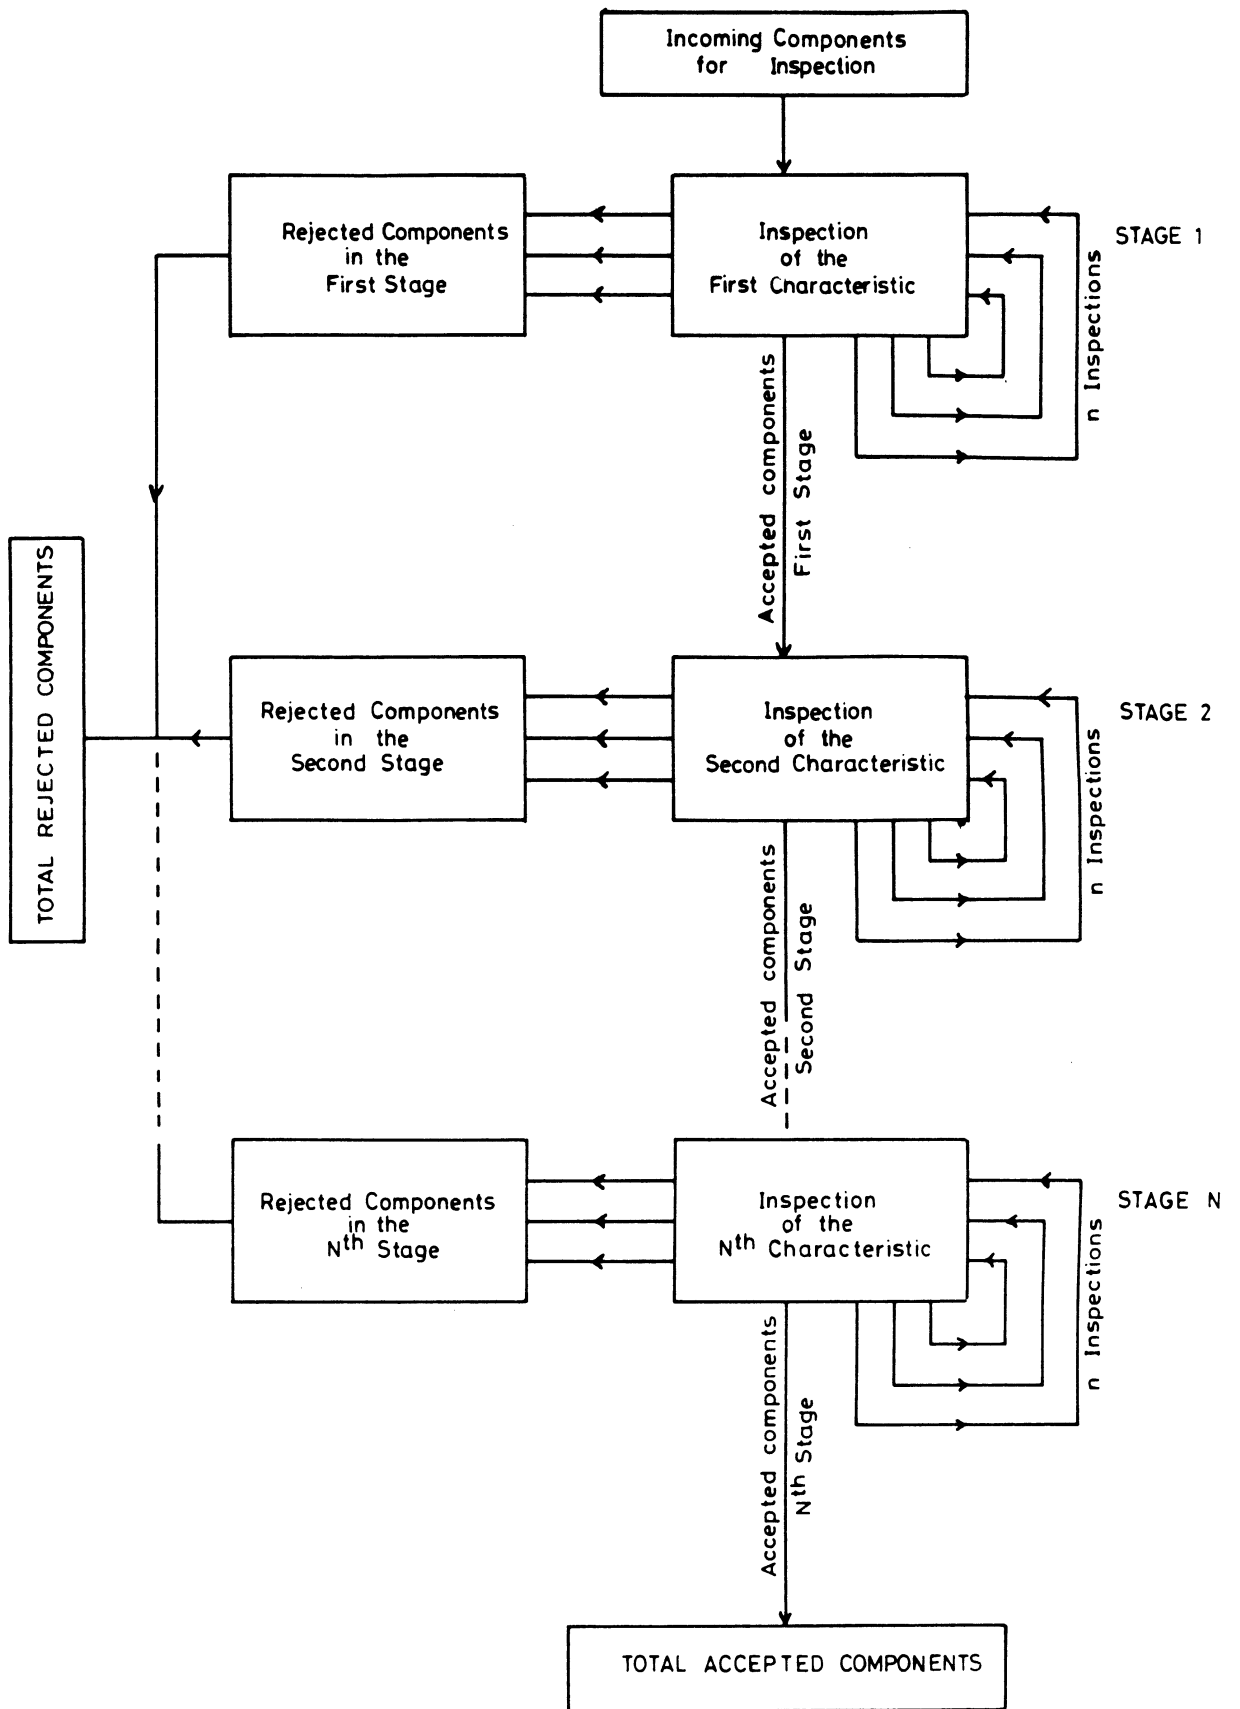 Incoming Components
for Inspection
Rejected Components
in the
First Stage
Inspection
of the
First Characteristic
STAGE 1
n Inspections
Accepted components
First Stage
TOTAL REJECTED COMPONENTS
Rejected Components
in the
Second Stage
Inspection
of the
Second Characteristic
STAGE 2
n Inspections
Accepted components
Second Stage
Rejected Components
in the
Nth Stage
Inspection
of the
Nth Characteristic
STAGE N
n Inspections
Accepted components
Nth Stage
TOTAL ACCEPTED COMPONENTS